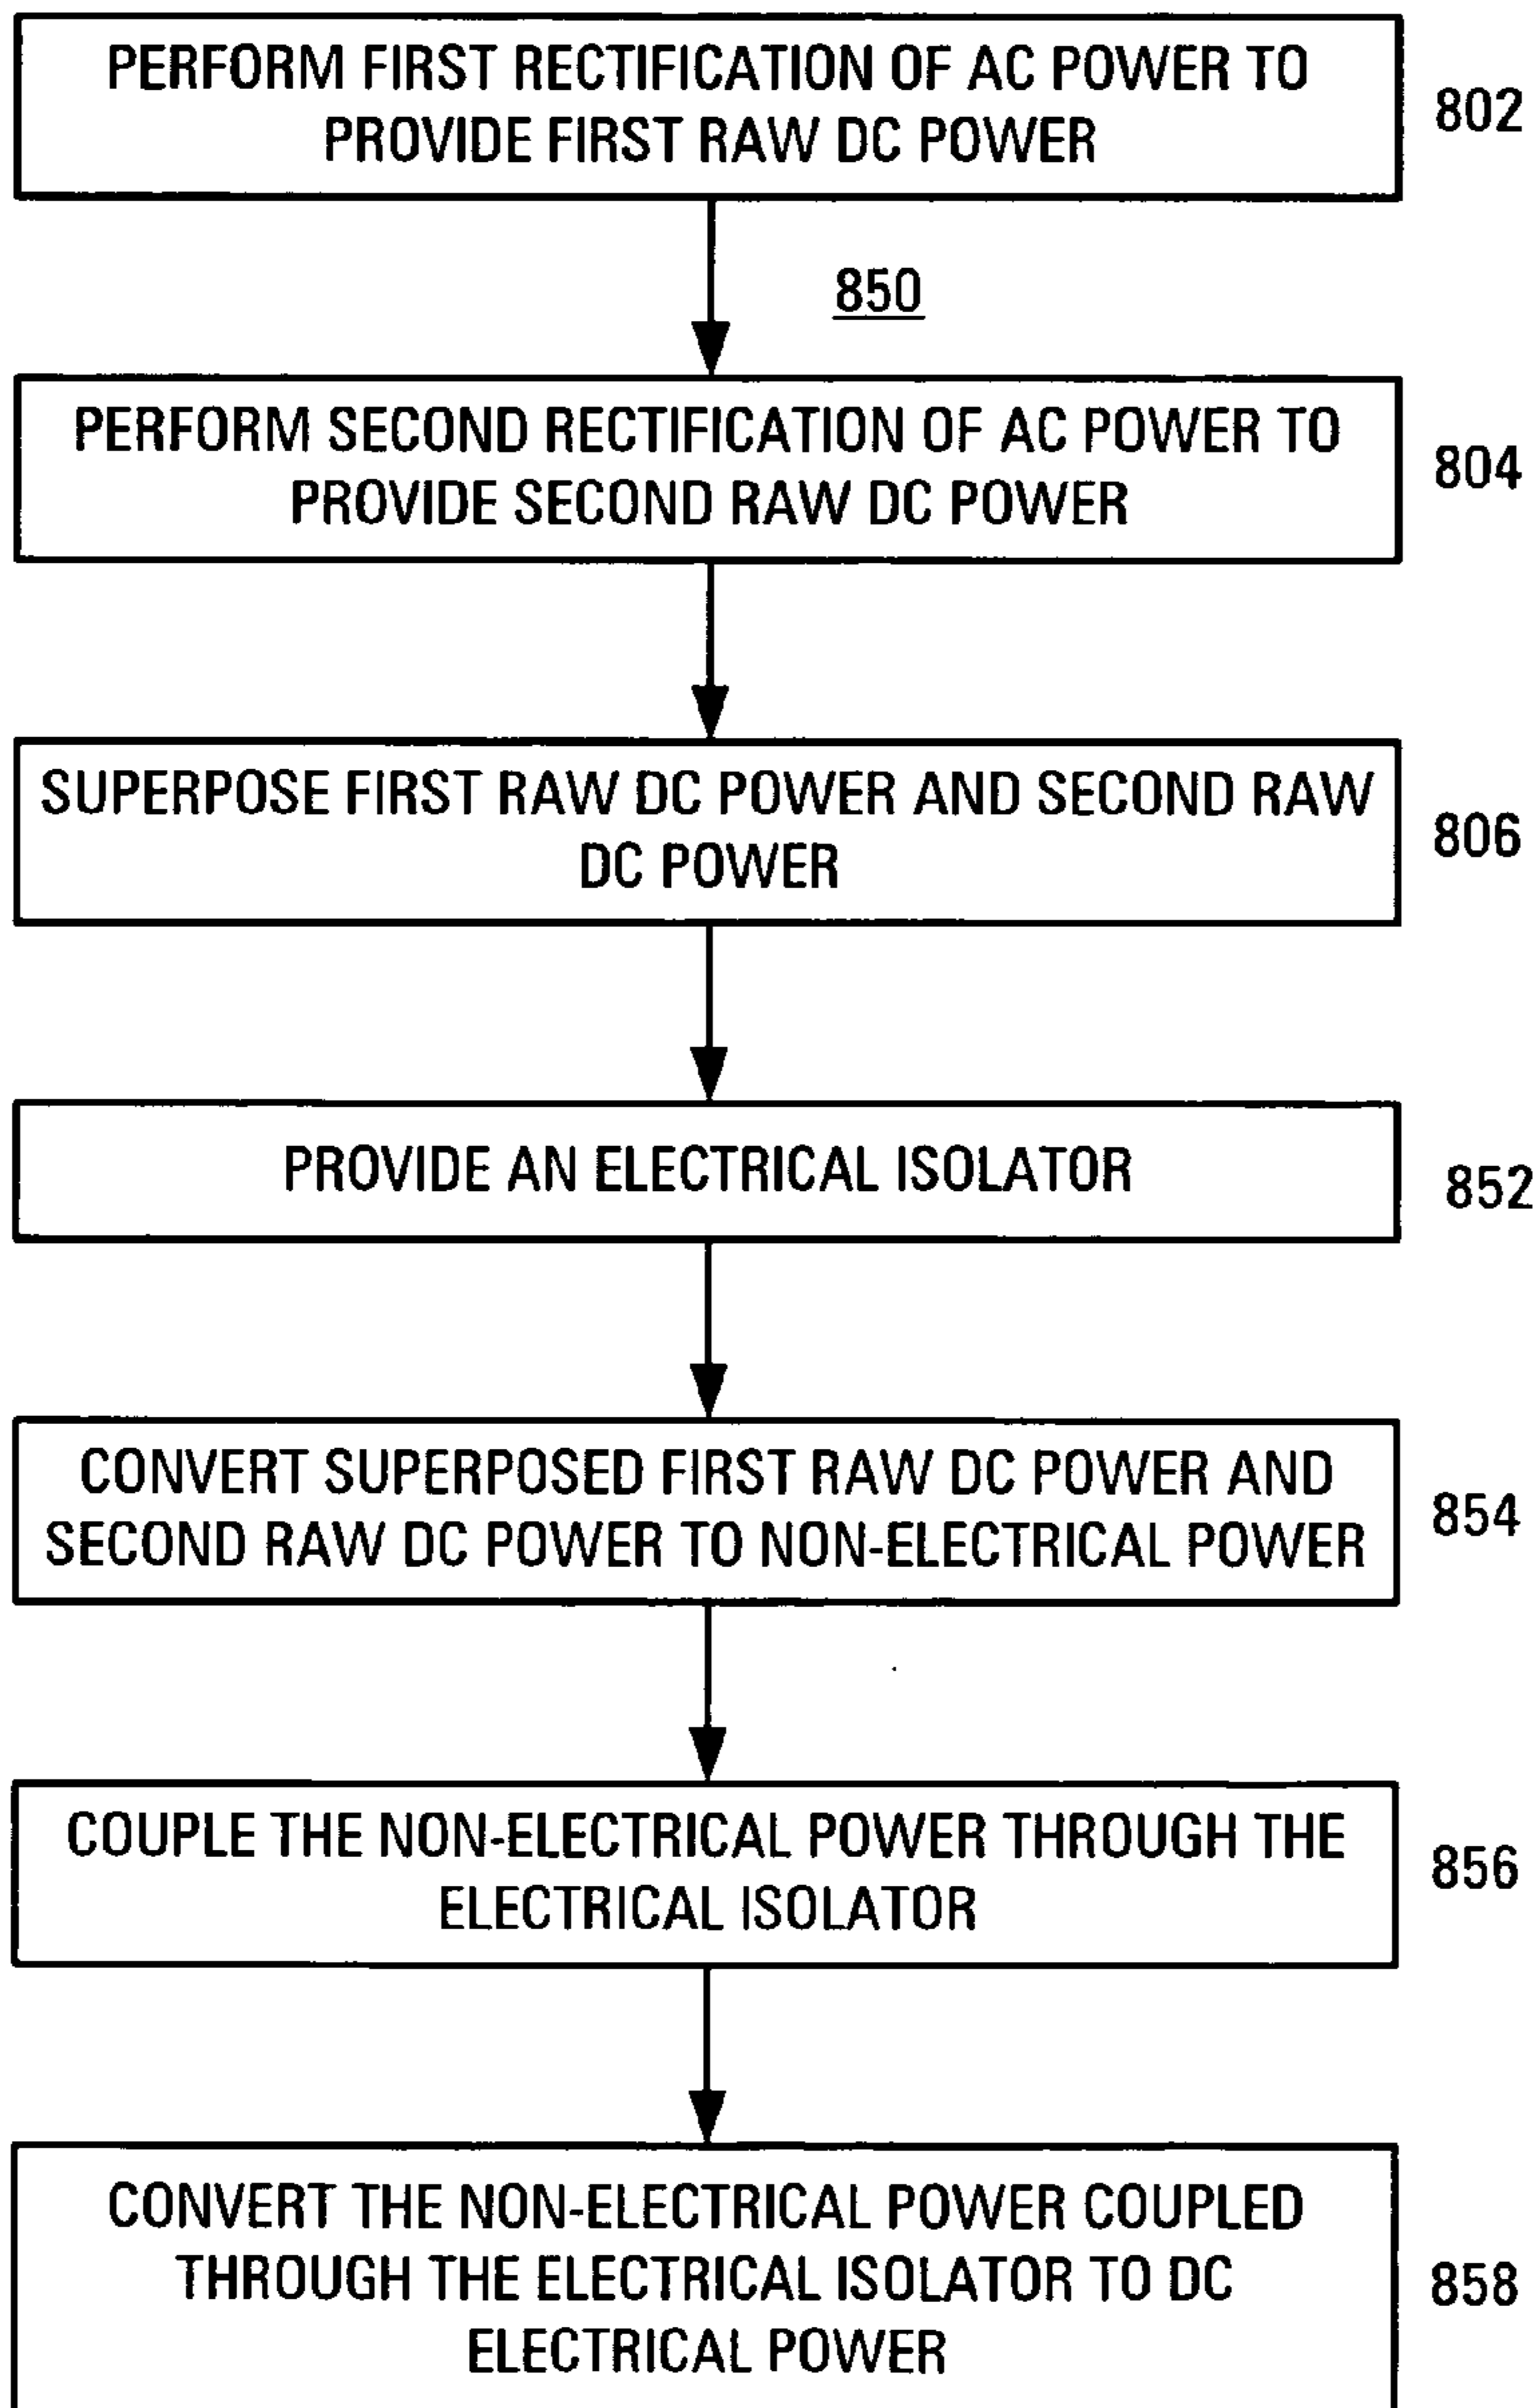 PERFORM FIRST RECTIFICATION OF AC POWER TO
PROVIDE FIRST RAW DC POWER
802
850
PERFORM SECOND RECTIFICATION OF AC POWER TO
PROVIDE SECOND RAW DC POWER
804
SUPERPOSE FIRST RAW DC POWER AND SECOND RAW
DC POWER
806
PROVIDE AN ELECTRICAL ISOLATOR
852
CONVERT SUPERPOSED FIRST RAW DC POWER AND
SECOND RAW DC POWER TO NON-ELECTRICAL POWER
854
COUPLE THE NON-ELECTRICAL POWER THROUGH THE
ELECTRICAL ISOLATOR
856
CONVERT THE NON-ELECTRICAL POWER COUPLED
THROUGH THE ELECTRICAL ISOLATOR TO DC
ELECTRICAL POWER
858